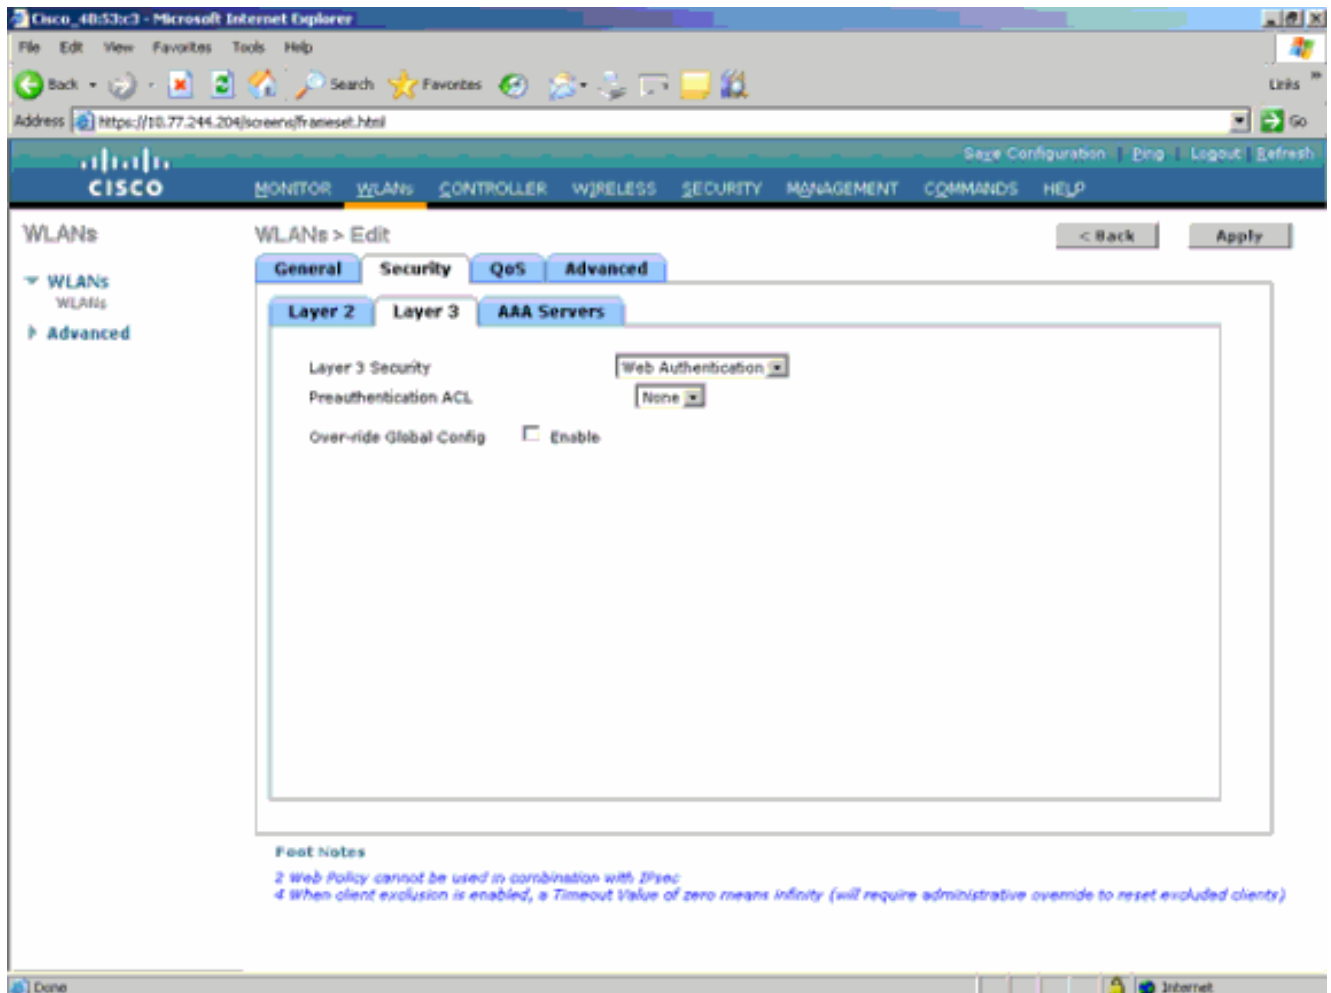 Cisco_40:53:c3 - Microsoft Internet Explorer
File Edit View Favorites Tools Help
Back Search Favorites Links
Address https://10.77.244.204/screens/frameset.html Go
Save Configuration | Ping | Logout | Refresh
CISCO MONITOR WLANs CONTROLLER WIRELESS SECURITY MANAGEMENT COMMANDS HELP
WLANs
WLANs > Edit
< Back Apply
General Security QoS Advanced
WLANs
WLANs
Advanced
Layer 2 Layer 3 AAA Servers
Layer 3 Security Web Authentication
Preauthentication ACL None
Over-ride Global Config Enable
Foot Notes
2 Web Policy cannot be used in combination with IPsec
4 When client exclusion is enabled, a Timeout Value of zero means infinity (will require administrative override to reset excluded clients)
Done Internet